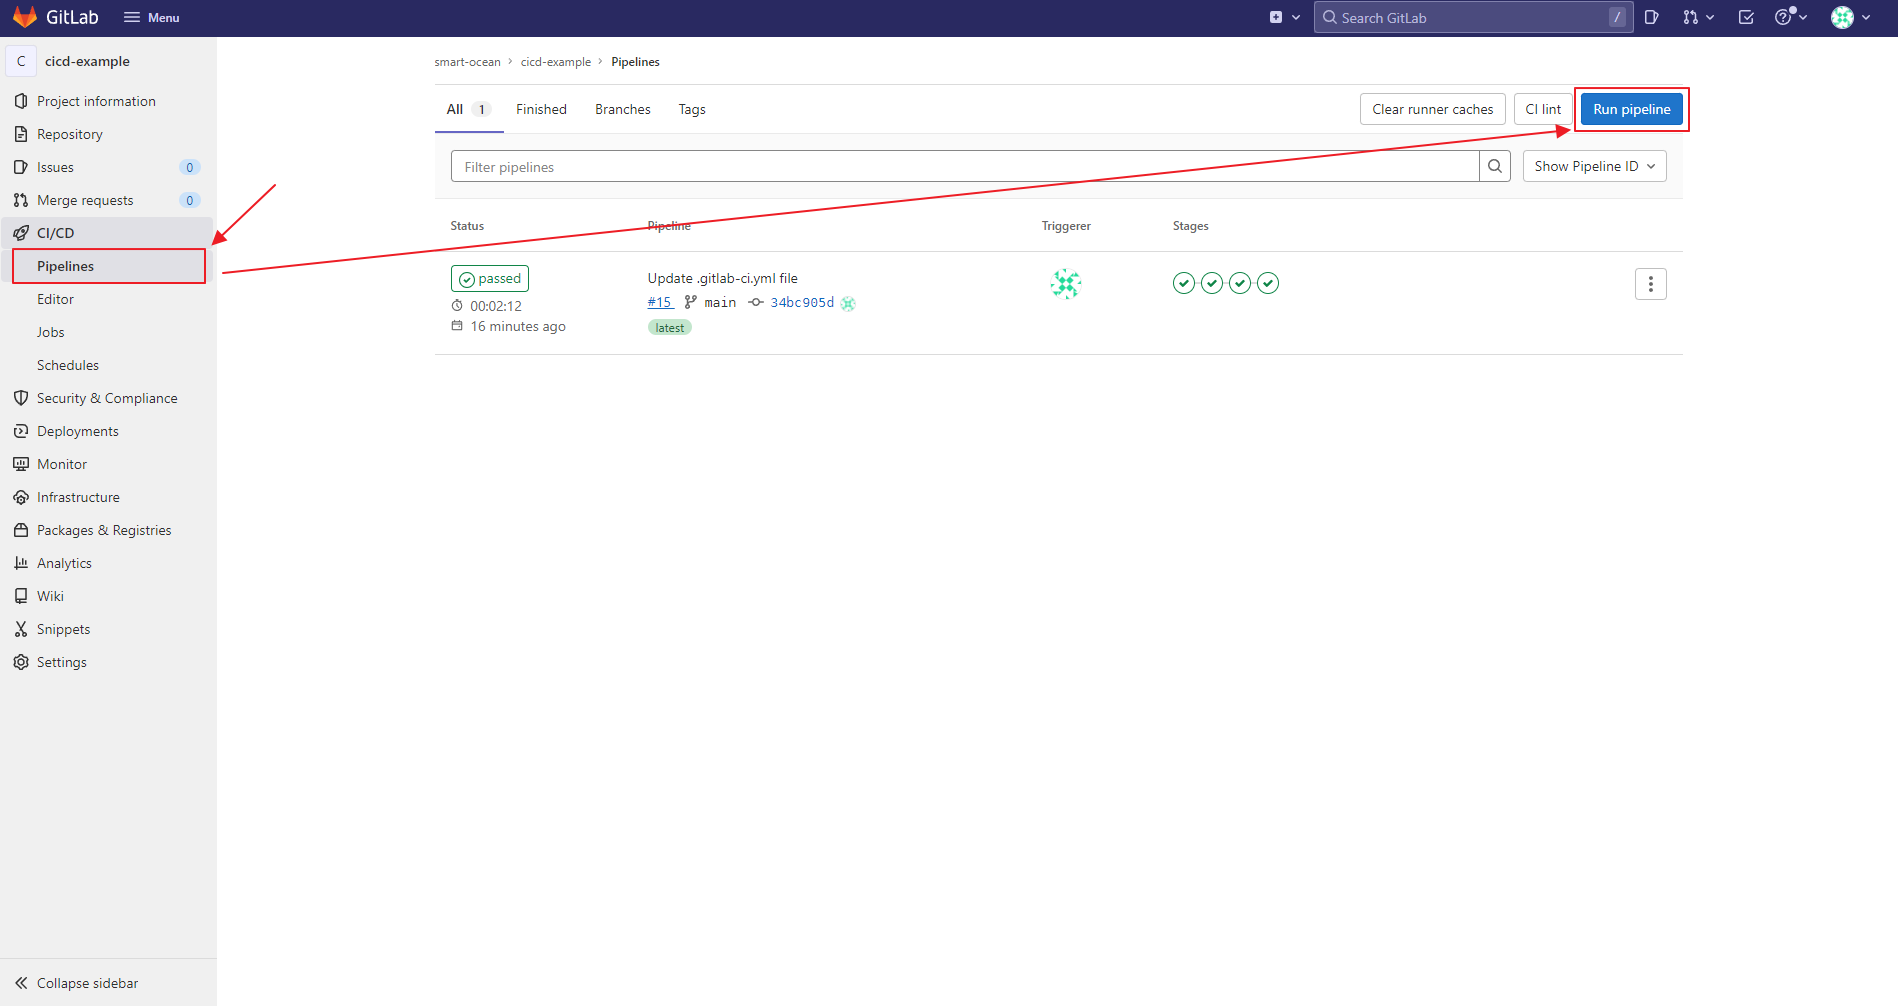 GitLab Menu Search GitLab /
C cicd-example
Project information
Repository
Issues 0
Merge requests 0
CI/CD
Pipelines
Editor
Jobs
Schedules
Security & Compliance
Deployments
Monitor
Infrastructure
Packages & Registries
Analytics
Wiki
Snippets
Settings
Collapse sidebar
smart-ocean › cicd-example › Pipelines
All 1 Finished Branches Tags Clear runner caches CI lint Run pipeline
Filter pipelines Show Pipeline ID
Status Pipeline Triggerer Stages
passed Update .gitlab-ci.yml file
00:02:12 #15 main 34bc905d
16 minutes ago latest